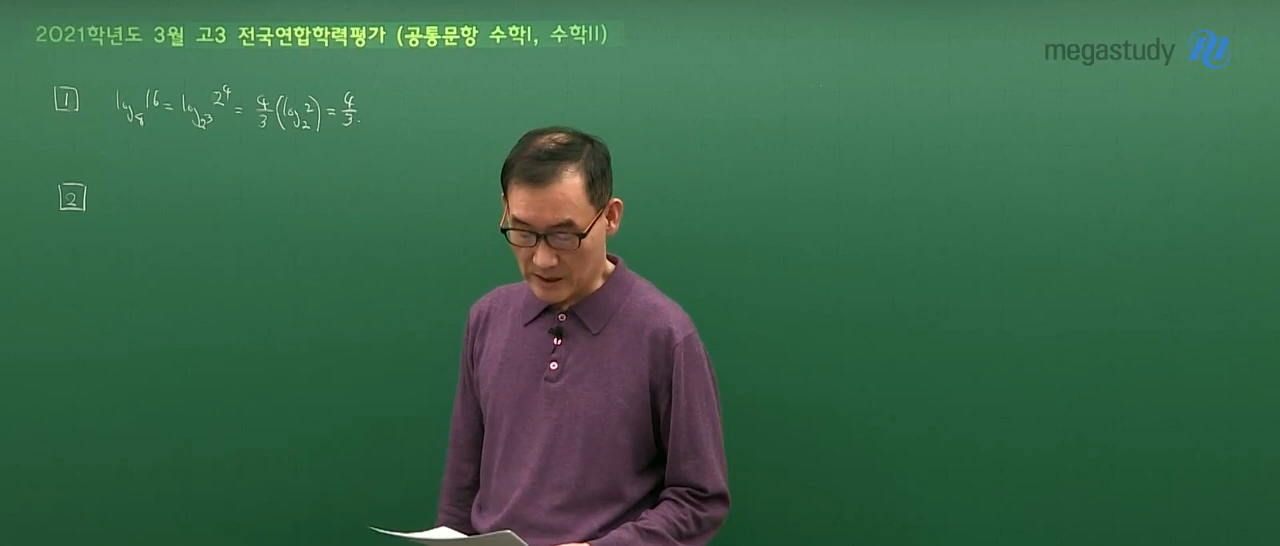 2021학년도 3월 고3 전국연합학력평가 (공통문항 수학I, 수학II)
megastudy
1 log₈16 = log₂³2⁴ = 4/3(log₂2) = 4/3.
2